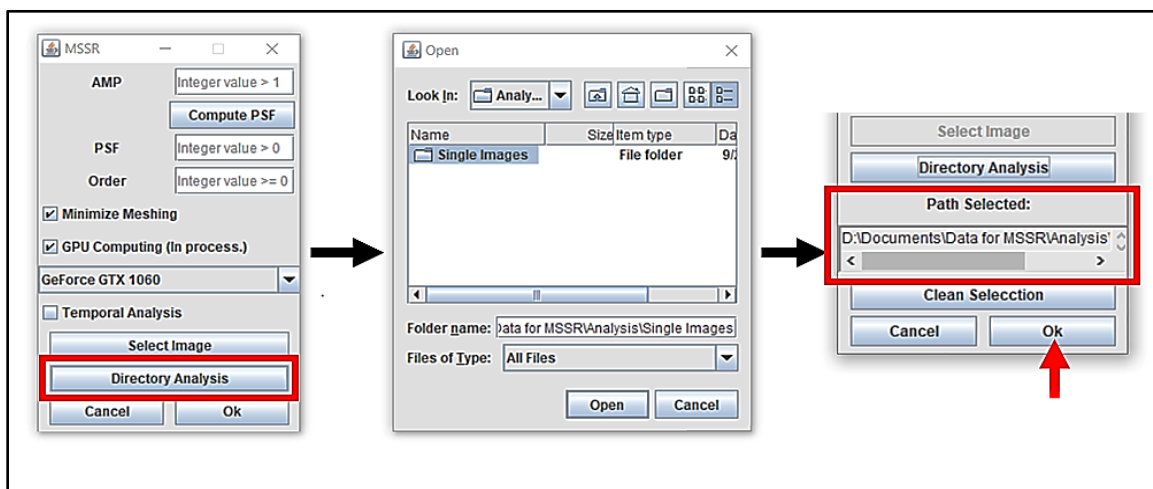 MSSR
AMP Integer value > 1
Compute PSF
PSF Integer value > 0
Order Integer value >= 0
Minimize Meshing
GPU Computing (In process.)
GeForce GTX 1060
Temporal Analysis
Select Image
Directory Analysis
Cancel Ok
Open
Look In: Analy...
Name Size Item type Da
Single Images File folder 9/
Folder name: Data for MSSR\Analysis\Single Images
Files of Type: All Files
Open Cancel
Select Image
Directory Analysis
Path Selected:
D:\Documents\Data for MSSR\Analysis\
Clean Selecction
Cancel Ok